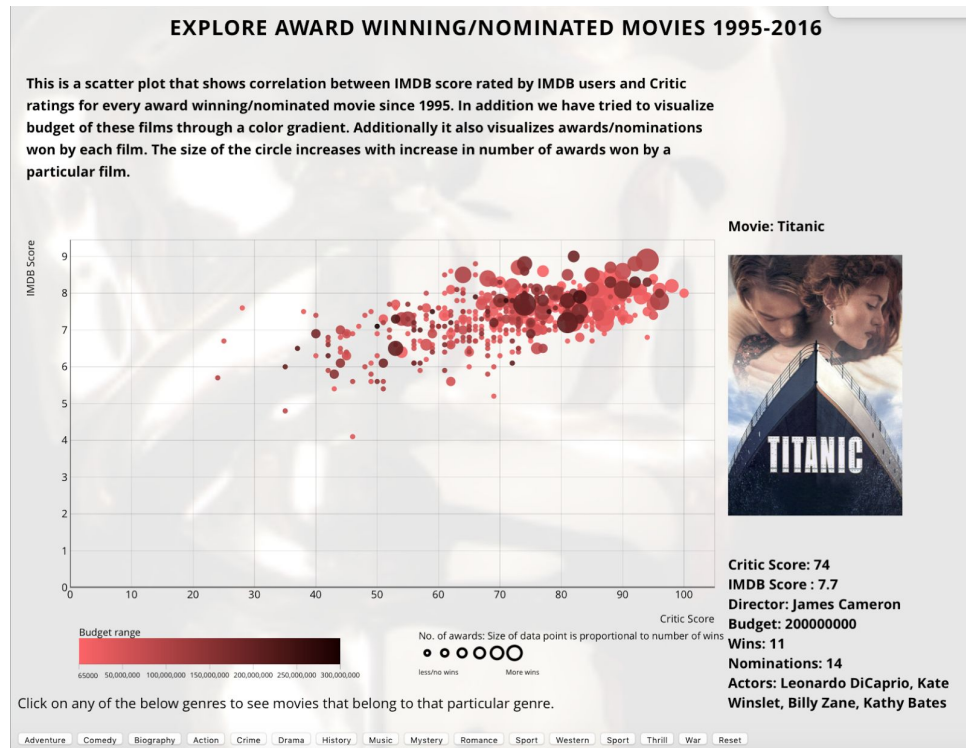 EXPLORE AWARD WINNING/NOMINATED MOVIES 1995-2016
This is a scatter plot that shows correlation between IMDB score rated by IMDB users and Critic
ratings for every award winning/nominated movie since 1995. In addition we have tried to visualize
budget of these films through a color gradient. Additionally it also visualizes awards/nominations
won by each film. The size of the circle increases with increase in number of awards won by a
particular film.
Movie: Titanic
IMDB Score
9
8
7
6
5
4
3
2
1
0
0 10 20 30 40 50 60 70 80 90 100
Critic Score
TITANIC
Critic Score: 74
IMDB Score : 7.7
Director: James Cameron
Budget: 200000000
Wins: 11
Nominations: 14
Actors: Leonardo DiCaprio, Kate
Winslet, Billy Zane, Kathy Bates
Budget range
65000 50,000,000 100,000,000 150,000,000 200,000,000 250,000,000 300,000,000
No. of awards: Size of data point is proportional to number of wins
less/no wins More wins
Click on any of the below genres to see movies that belong to that particular genre.
Adventure Comedy Biography Action Crime Drama History Music Mystery Romance Sport Western Sport Thrill War Reset